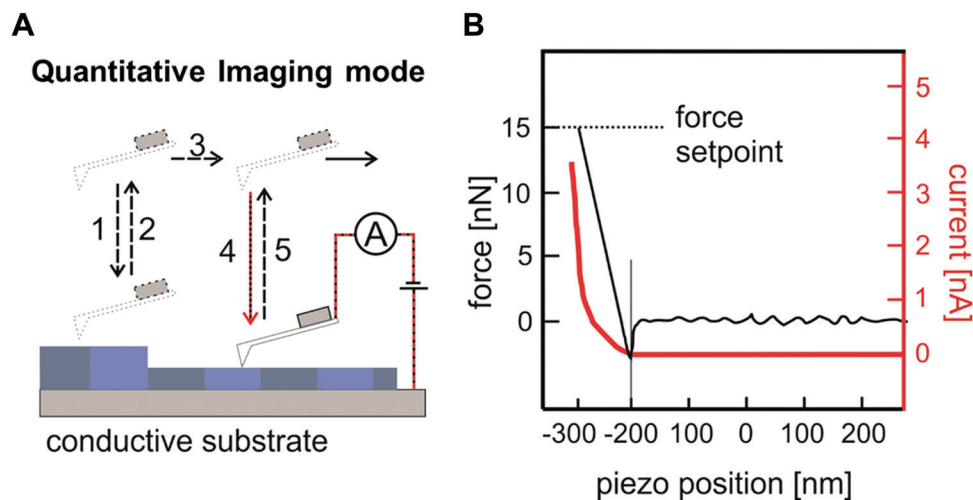 A
Quantitative Imaging mode
3
1
2
4
5
A
conductive substrate
B
force
setpoint
15
10
5
0
force [nN]
5
4
3
2
1
0
current [nA]
-300 -200 100 0 100 200
piezo position [nm]